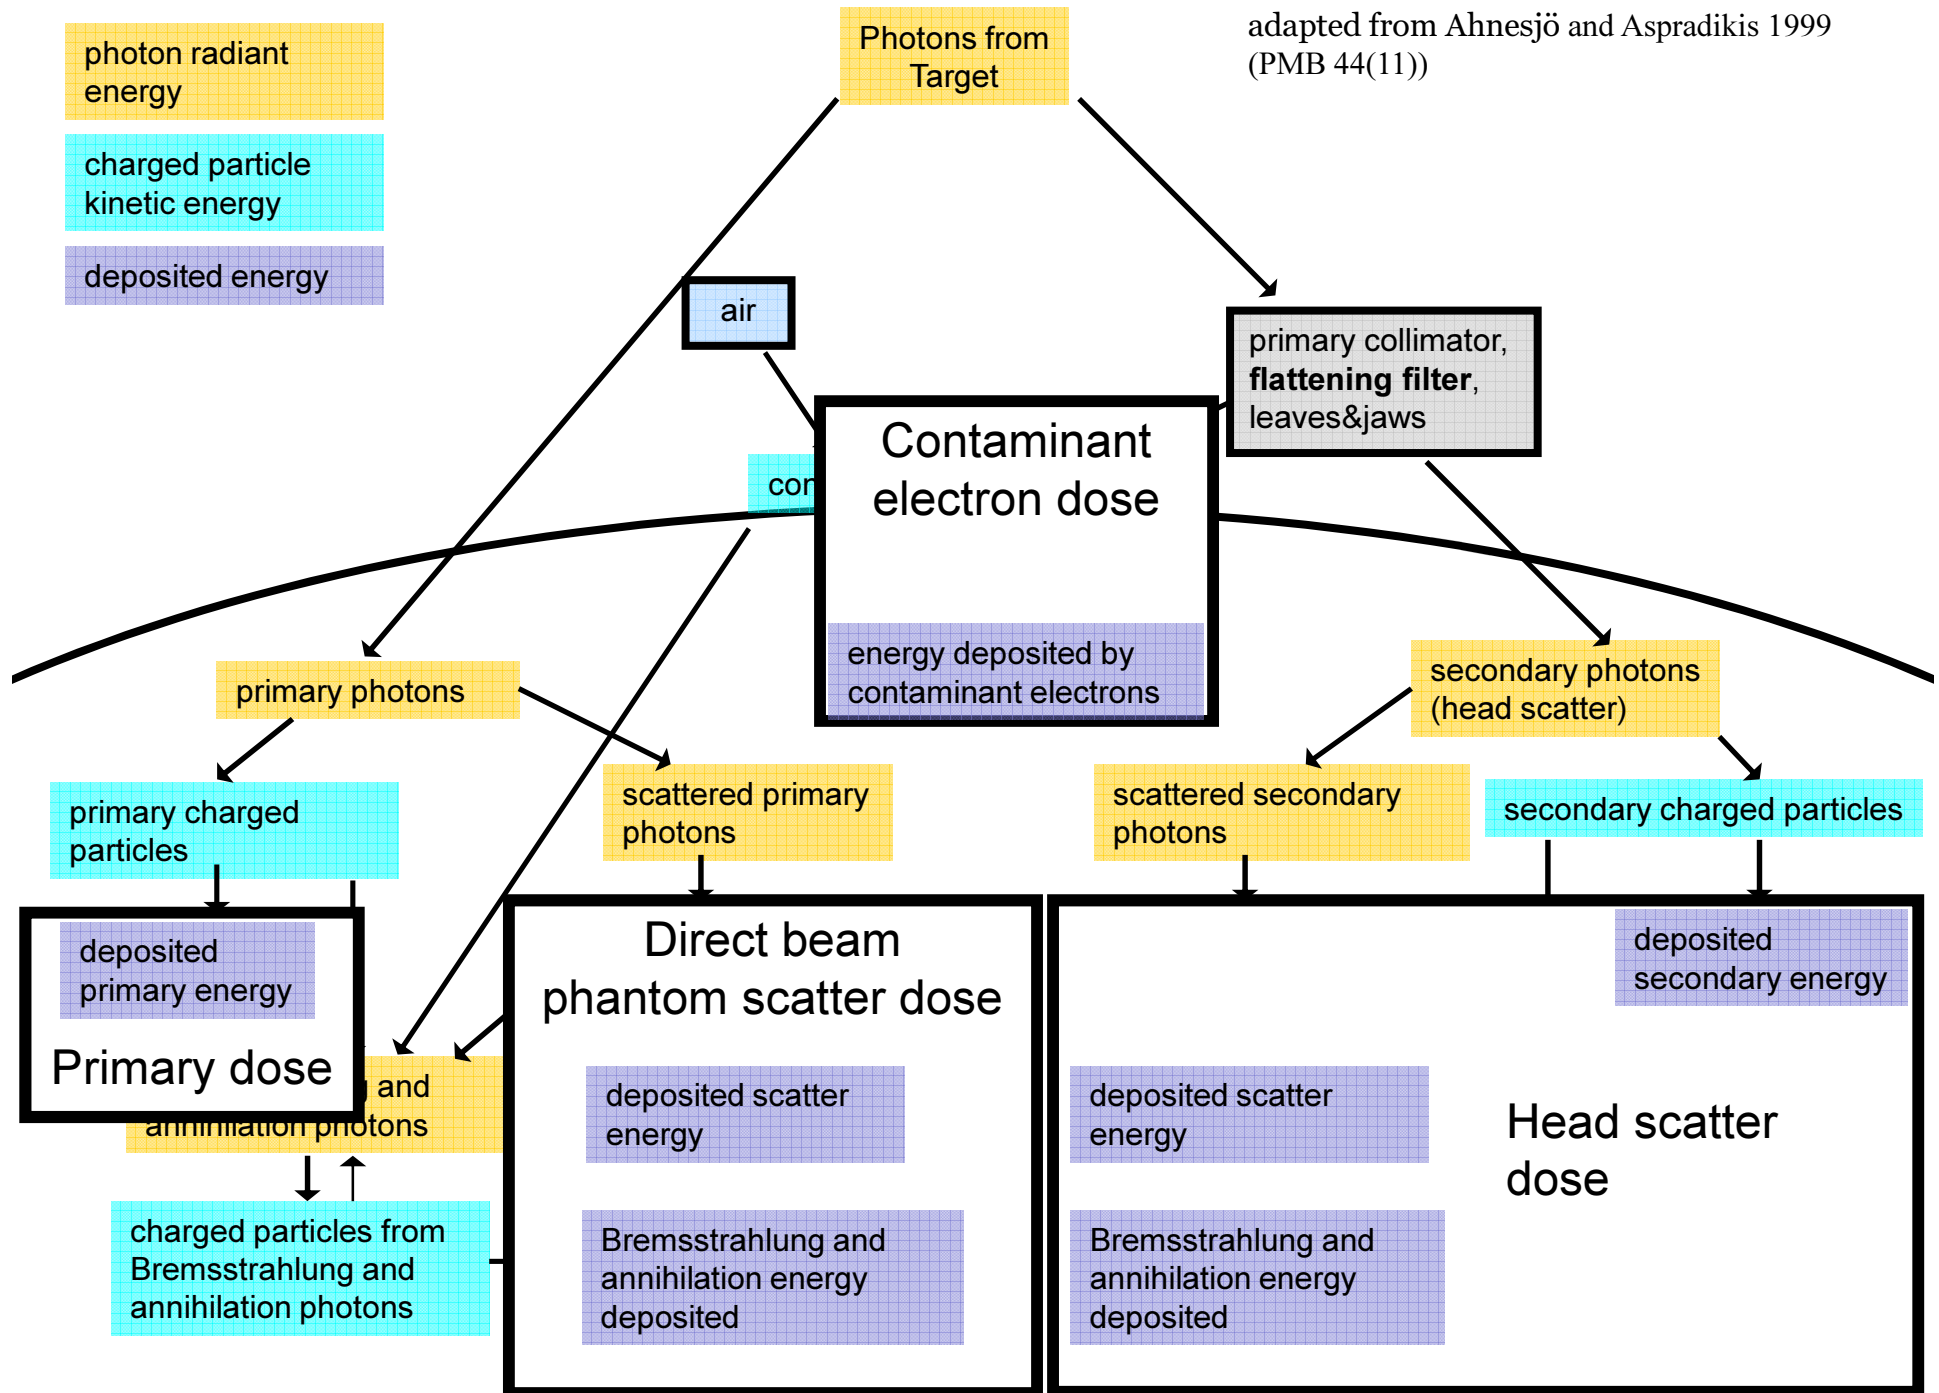 photon radiant
energy
charged particle
kinetic energy
deposited energy
Photons from
Target
adapted from Ahnesjö and Aspradikis 1999
(PMB 44(11))
air
primary collimator,
flattening filter,
leaves&jaws
Contaminant
electron dose
energy deposited by
contaminant electrons
primary photons
secondary photons
(head scatter)
primary charged
particles
scattered primary
photons
scattered secondary
photons
secondary charged particles
deposited
primary energy
Primary dose
and
annihilation photons
charged particles from
Bremsstrahlung and
annihilation photons
Direct beam
phantom scatter dose
deposited scatter
energy
Bremsstrahlung and
annihilation energy
deposited
deposited
secondary energy
deposited scatter
energy
Head scatter
dose
Bremsstrahlung and
annihilation energy
deposited